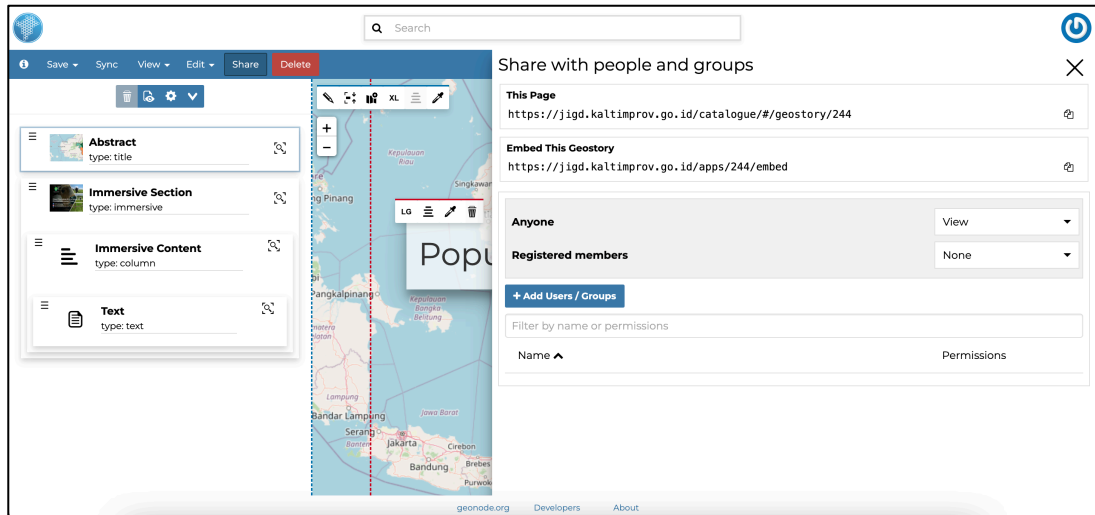 Search
Save View Edit Share Delete
Sync
Share with people and groups
This Page
https://jigd.kaltimprov.go.id/catalogue/#/geostory/244
Embed This Geostory
https://jigd.kaltimprov.go.id/apps/244/embed
Anyone
View
Registered members
None
+ Add Users / Groups
Filter by name or permissions
Name
Permissions
Abstract
type: title
Immersive Section
type: immersive
Immersive Content
type: column
Text
type: text
XL
+
−
LG
Kepulauan
Riau
Singkawan
ng Pinang
Popu
Pangkalpinang
Kepulauan
Bangka
Belitung
Lampung
Bandar Lampung
Jawa Barat
Serang
Banten
Jakarta
Cirebon
Bandung
Brebes
Purwok
geonode.org
Developers
About